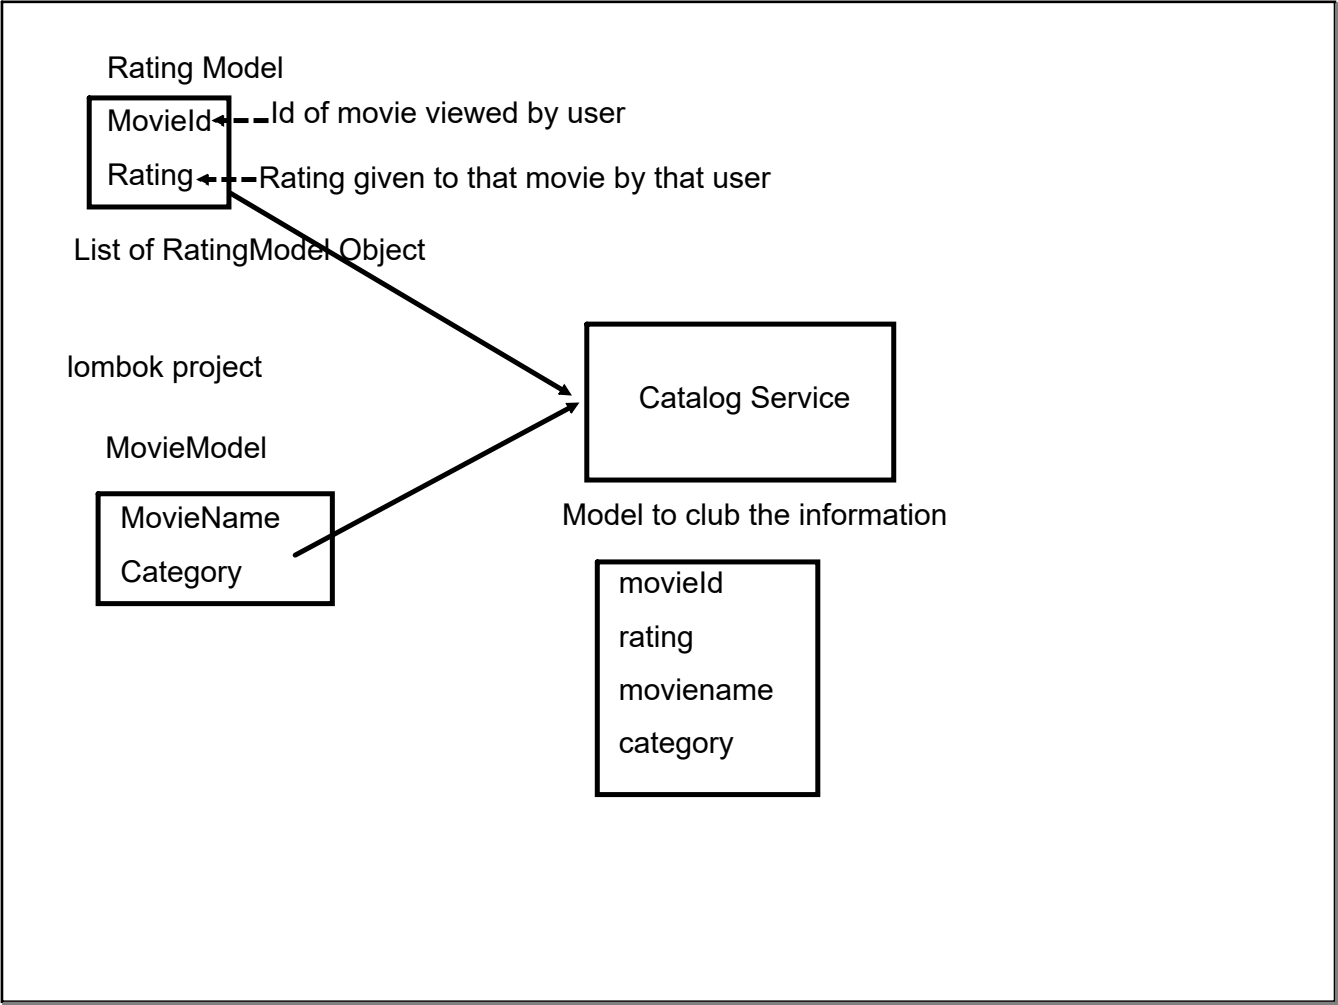 Rating Model
MovieId
Id of movie viewed by user
Rating
Rating given to that movie by that user
List of RatingModel Object
lombok project
Catalog Service
MovieModel
MovieName
Category
Model to club the information
movieId
rating
moviename
category